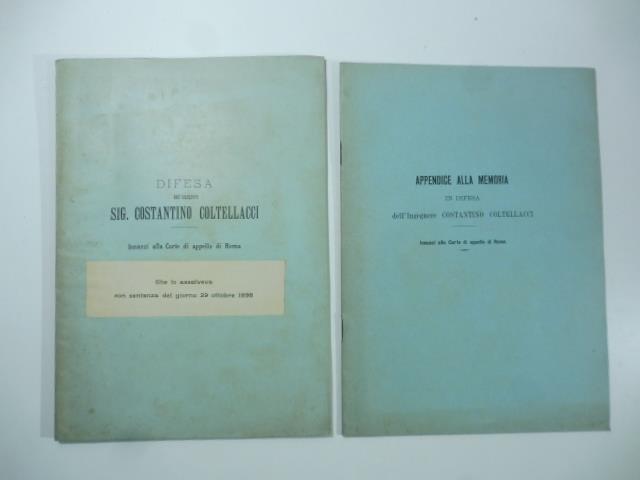 DIFESA
SIG. COSTANTINO COLTELLACCI
Innanzi alla Corte di appello di Roma
Che lo assolveva
con sentenza del giorno 29 ottobre 1898
APPENDICE ALLA MEMORIA
IN DIFESA
dell'Ingegnere COSTANTINO COLTELLACCI
Innanzi alla Corte di appello di Roma